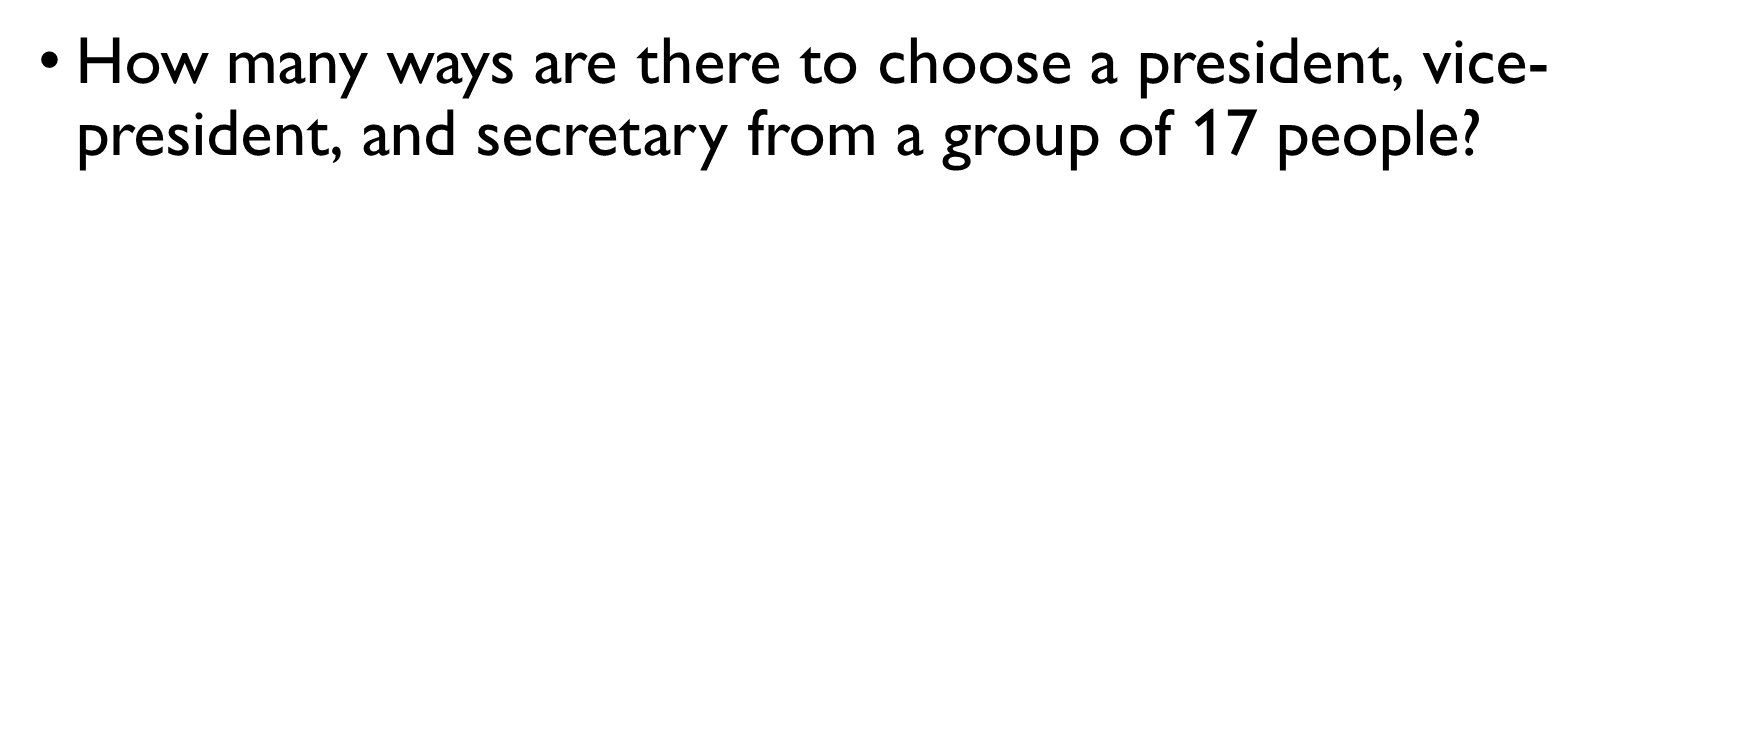 • How many ways are there to choose a president, vice-
president, and secretary from a group of 17 people?